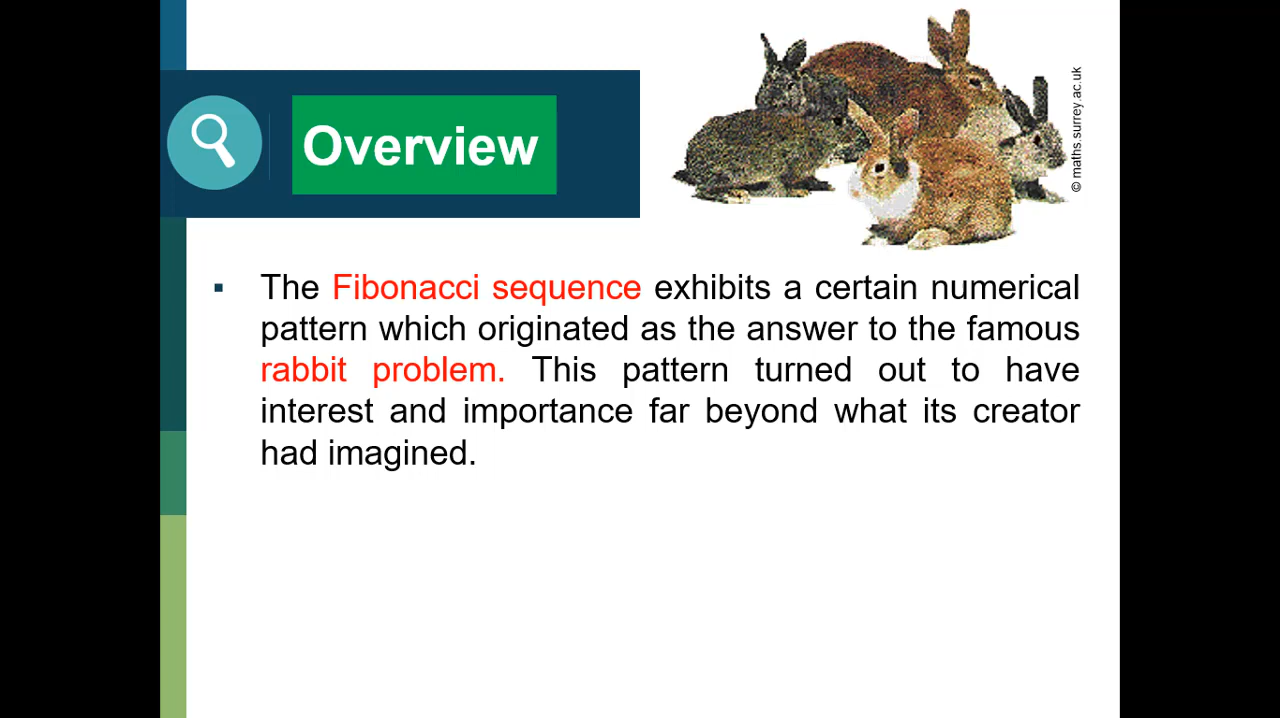 Overview
© maths.surrey.ac.uk
▪ The Fibonacci sequence exhibits a certain numerical
pattern which originated as the answer to the famous
rabbit problem. This pattern turned out to have
interest and importance far beyond what its creator
had imagined.